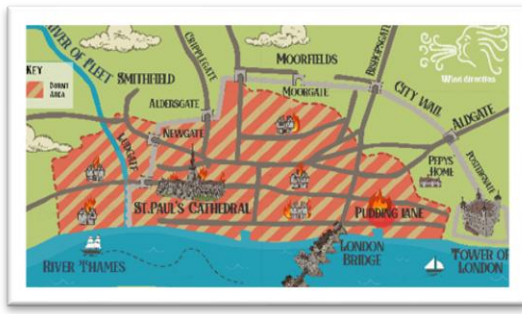 RIVER OF FLEET
CRIPPLEGATE
MOORFIELDS
BISHOPSGATE
Wind direction
KEY
BURNT
AREA
SMITHFIELD
MOORGATE
CITY WALL
ALDERSGATE
ALDGATE
NEWGATE
LUDGATE
PEPYS
HOME
POSTERNGATE
ST. PAUL'S CATHEDRAL
PUDDING LANE
LONDON
BRIDGE
RIVER THAMES
TOWER OF
LONDON